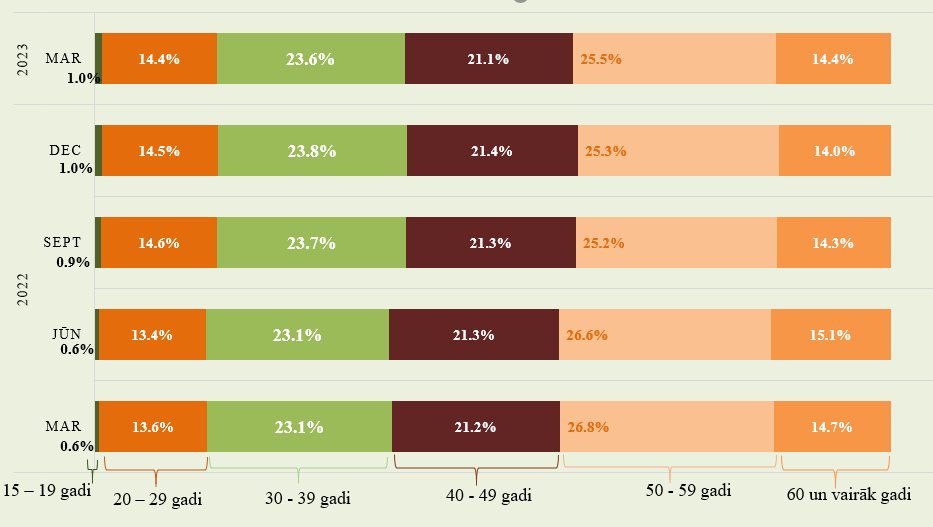 2023
MAR
1.0%
14.4%
23.6%
21.1%
25.5%
14.4%
DEC
1.0%
14.5%
23.8%
21.4%
25.3%
14.0%
2022
SEPT
0.9%
14.6%
23.7%
21.3%
25.2%
14.3%
JŪN
0.6%
13.4%
23.1%
21.3%
26.6%
15.1%
MAR
0.6%
13.6%
23.1%
21.2%
26.8%
14.7%
15 – 19 gadi
20 – 29 gadi
30 - 39 gadi
40 - 49 gadi
50 - 59 gadi
60 un vairāk gadi